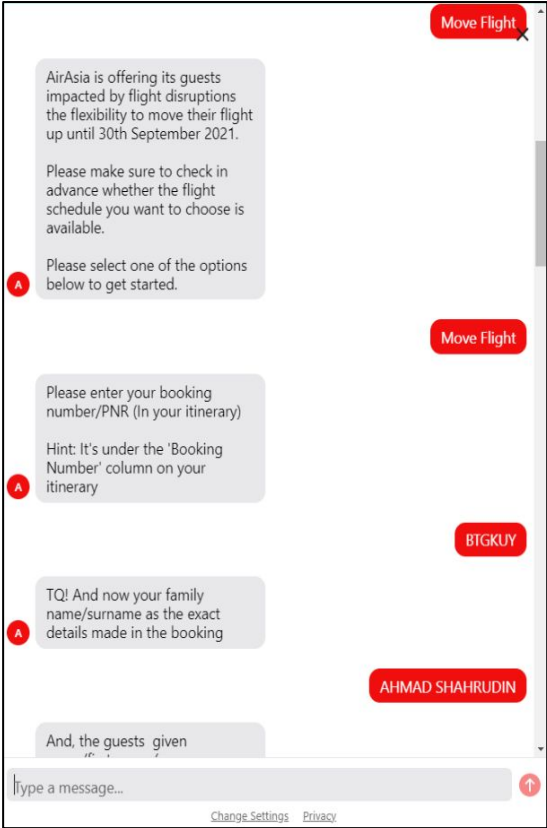 Move Flight
AirAsia is offering its guests
impacted by flight disruptions
the flexibility to move their flight
up until 30th September 2021.
Please make sure to check in
advance whether the flight
schedule you want to choose is
available.
Please select one of the options
below to get started.
A
Move Flight
Please enter your booking
number/PNR (In your itinerary)
Hint: It's under the 'Booking
Number' column on your
itinerary
A
BTGKUY
TQ! And now your family
name/surname as the exact
details made in the booking
A
AHMAD SHAHRUDIN
And, the guests given
Type a message...
Change Settings Privacy